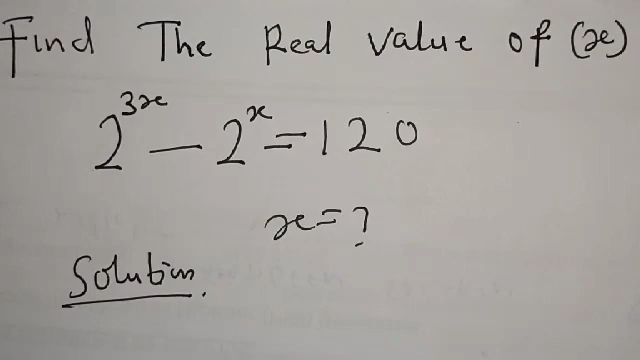 Find The Real value of (x)
2^{3x} - 2^x = 120
x = ?
Solution.